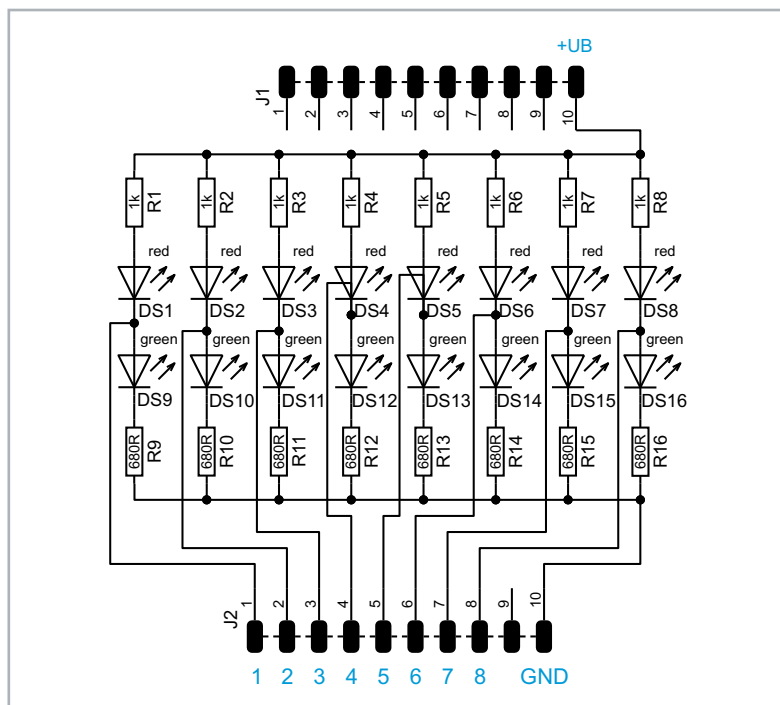 +UB
J1
1 2 3 4 5 6 7 8 9 10
1k 1k 1k 1k 1k 1k 1k 1k
R1 R2 R3 R4 R5 R6 R7 R8
red red red red red red red red
DS1 DS2 DS3 DS4 DS5 DS6 DS7 DS8
green green green green green green green green
DS9 DS10 DS11 DS12 DS13 DS14 DS15 DS16
680R 680R 680R 680R 680R 680R 680R 680R
R9 R10 R11 R12 R13 R14 R15 R16
J2
1 2 3 4 5 6 7 8 9 10
1 2 3 4 5 6 7 8 GND